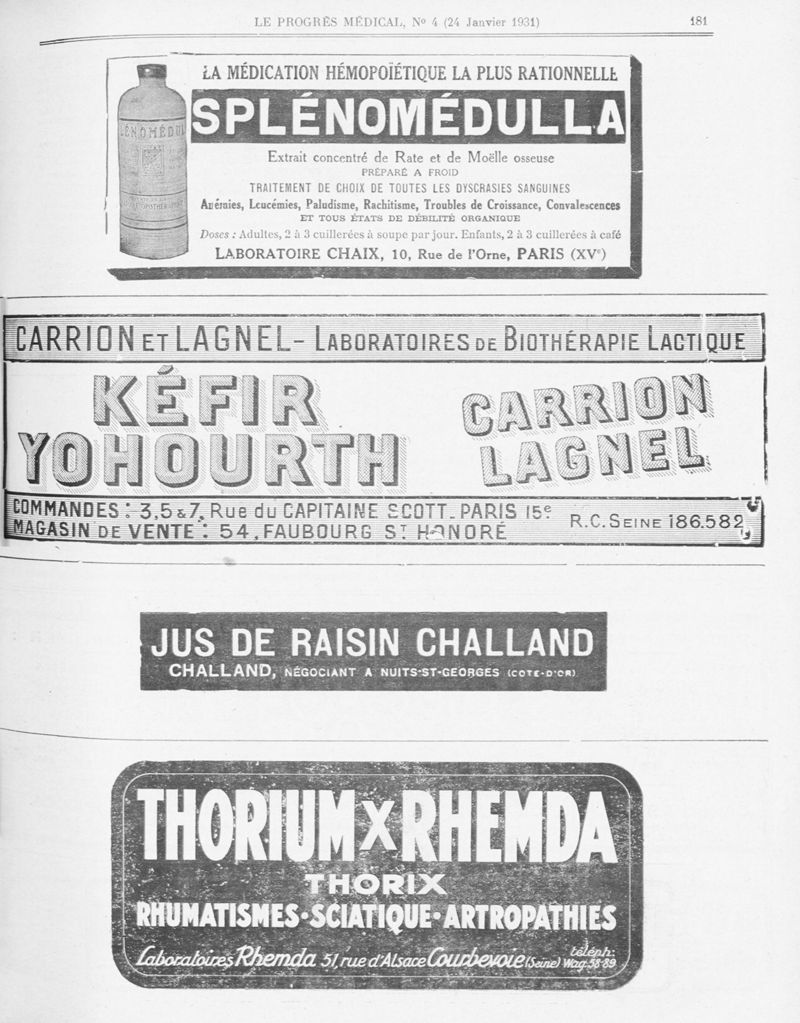 LE PROGRÈS MÉDICAL, Nº 4 (24 Janvier 1931) 181
LA MÉDICATION HÉMOPOÏÉTIQUE LA PLUS RATIONNELLE
SPLÉNOMÉDULLA
Extrait concentré de Rate et de Moëlle osseuse
PRÉPARÉ A FROID
TRAITEMENT DE CHOIX DE TOUTES LES DYSCRASIES SANGUINES
Anémies, Leucémies, Paludisme, Rachitisme, Troubles de Croissance, Convalescences
ET TOUS ÉTATS DE DÉBILITÉ ORGANIQUE
Doses : Adultes, 2 à 3 cuillerées à soupe par jour. Enfants, 2 à 3 cuillerées à café
LABORATOIRE CHAIX, 10, Rue de l'Orne, PARIS (XVᵉ)
CARRION ET LAGNEL - LABORATOIRES DE BIOTHÉRAPIE LACTIQUE
KÉFIR
YOHOURTH
CARRION
LAGNEL
COMMANDES : 3,5 & 7, Rue du CAPITAINE SCOTT - PARIS 15ᵉ
MAGASIN DE VENTE : 54, FAUBOURG Sᵀ HONORÉ
R.C. SEINE 186.582
JUS DE RAISIN CHALLAND
CHALLAND, NÉGOCIANT A NUITS-ST-GEORGES (COTE-D'OR)
THORIUM X RHEMDA
THORIX
RHUMATISMES·SCIATIQUE·ARTROPATHIES
Laboratoires Rhemda 51 rue d'Alsace Courbevoie (Seine) téléph: Wag. 58-89